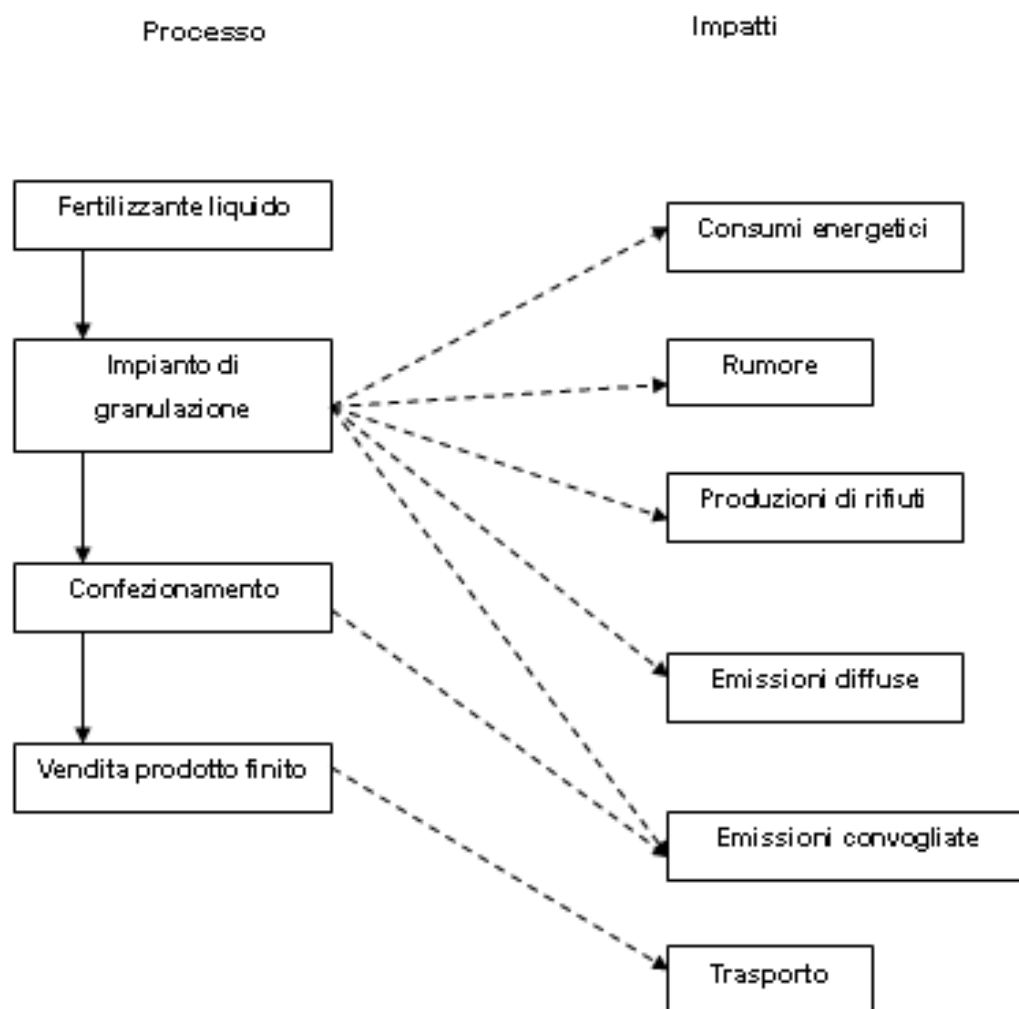 Processo
Impatti
Fertilizzante liquido
Consumi energetici
Impianto di
granulazione
Rumore
Produzioni di rifiuti
Confezionamento
Emissioni diffuse
Vendita prodotto finito
Emissioni convogliate
Trasporto